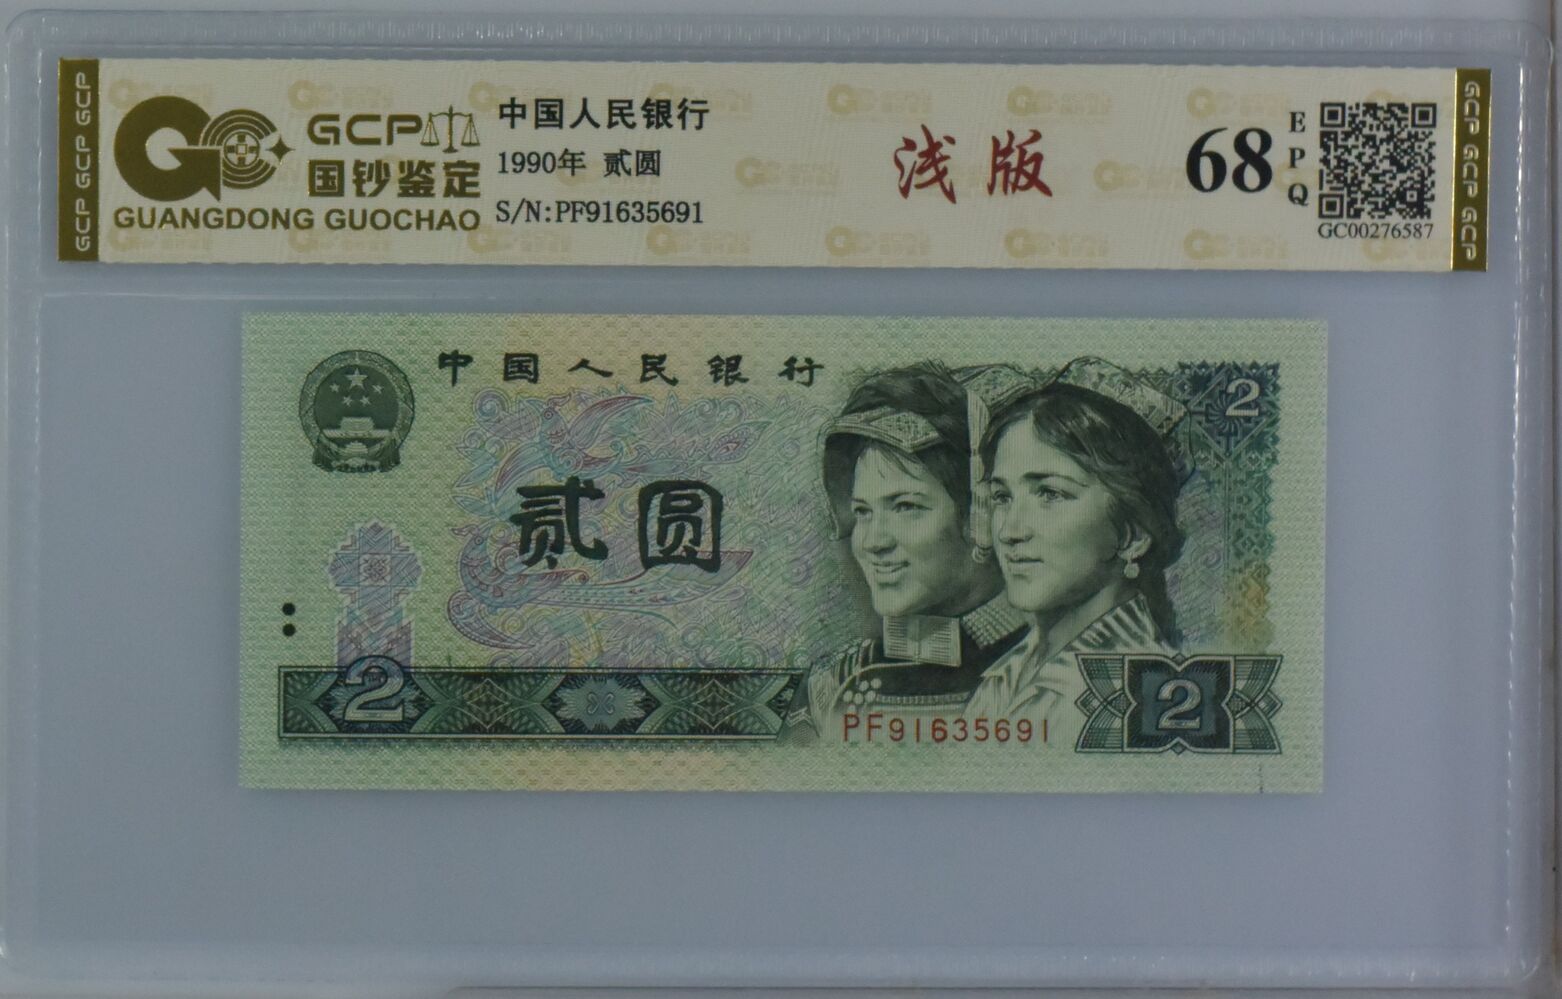 GCP GCP GCP
GC
GCP
国钞鉴定
GUANGDONG GUOCHAO
中国人民银行
1990年 贰圆
S/N:PF91635691
浅版
68
EPQ
GC00276587
GCP GCP GCP
中国人民银行
2
贰圆
2
PF91635691
2